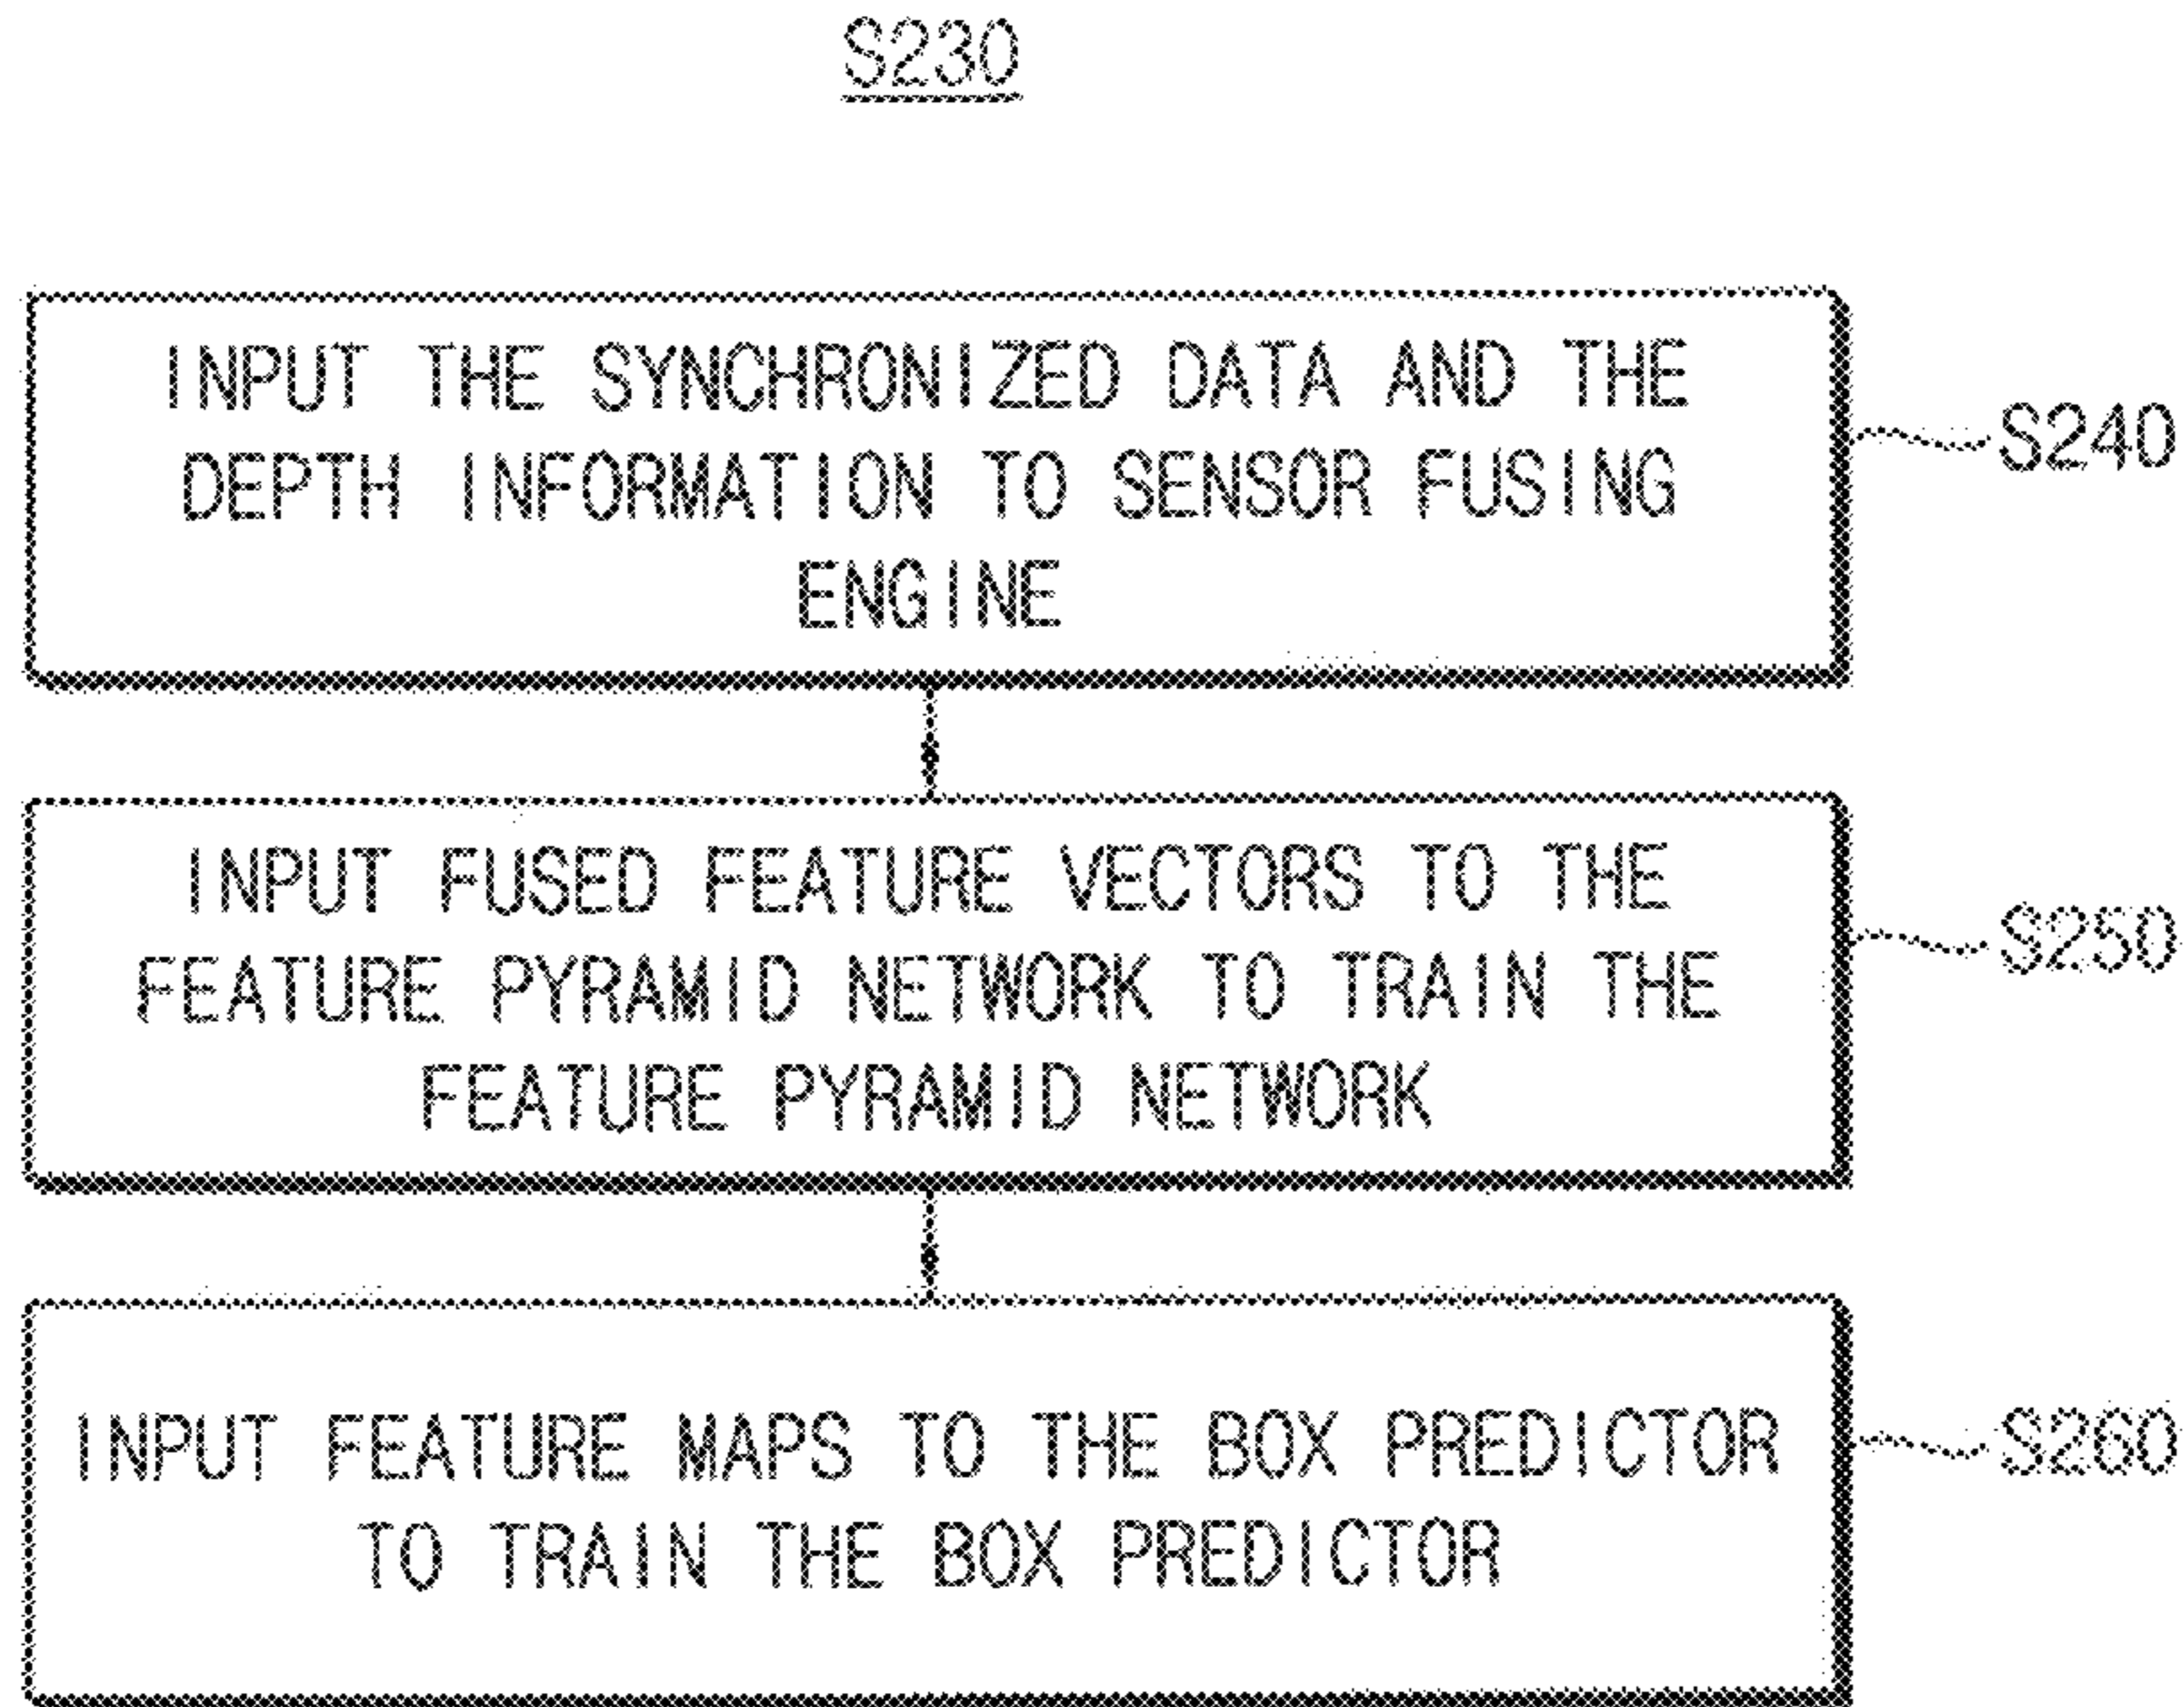 S230
INPUT THE SYNCHRONIZED DATA AND THE
DEPTH INFORMATION TO SENSOR FUSING
ENGINE
S240
INPUT FUSED FEATURE VECTORS TO THE
FEATURE PYRAMID NETWORK TO TRAIN THE
FEATURE PYRAMID NETWORK
S250
INPUT FEATURE MAPS TO THE BOX PREDICTOR
TO TRAIN THE BOX PREDICTOR
S260